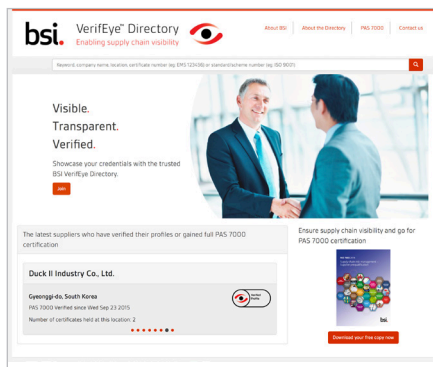 bsi.
VerifEye™ Directory
Enabling supply chain visibility
About BSI
About the Directory
PAS 7000
Contact us
Keyword, company name, location, certificate number (eg: EMS 123456) or standard/scheme number (eg: ISO 9001)
Visible.
Transparent.
Verified.
Showcase your credentials with the trusted
BSI VerifEye Directory.
Join
The latest suppliers who have verified their profiles or gained full PAS 7000
certification
Duck Il Industry Co., Ltd.
Gyeonggi-do, South Korea
PAS 7000 Verified since Wed Sep 23 2015
Number of certificates held at this location: 2
Verified
Profile
Ensure supply chain visibility and go for
PAS 7000 certification
PAS 7000
bsi.
Download your free copy now